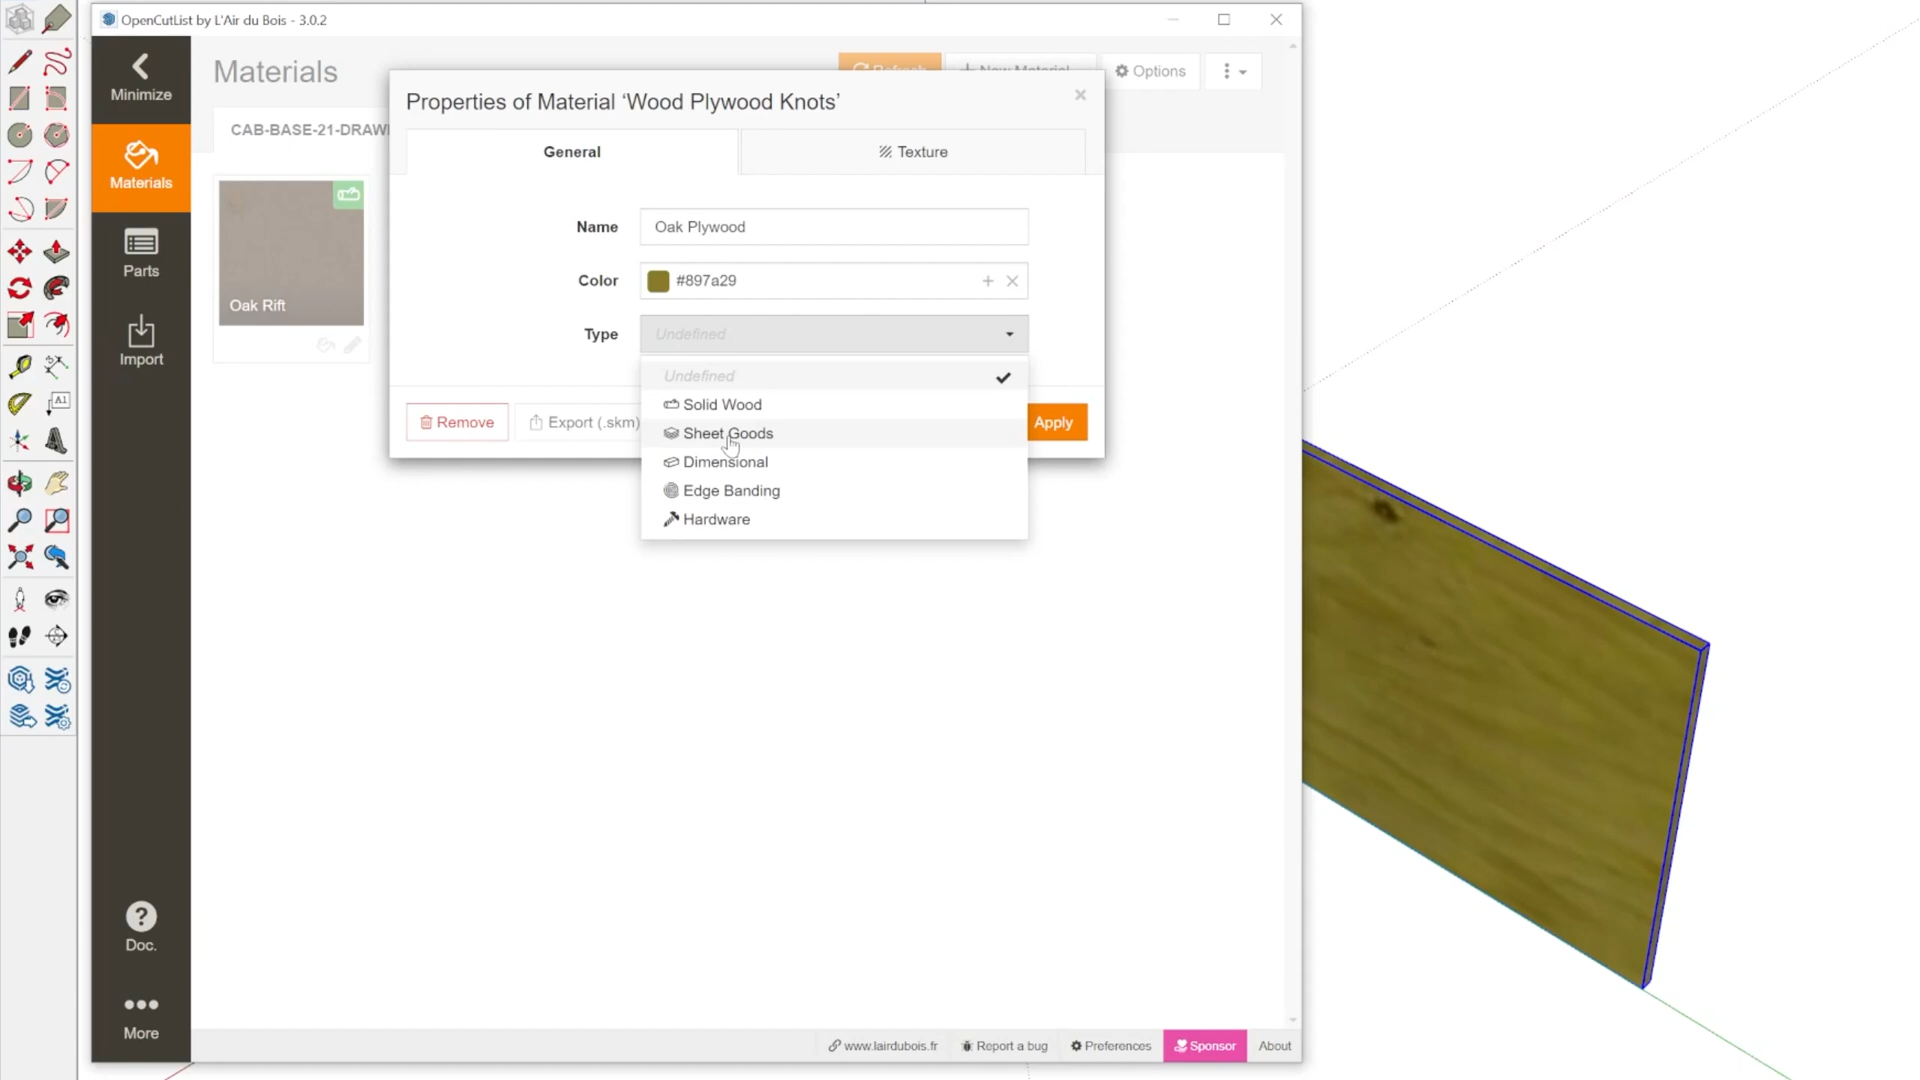 OpenCutList by L'Air du Bois - 3.0.2
Minimize
Materials
Parts
Import
Doc.
More
Materials
New Material
Options
CAB-BASE-21-DRAW
Oak Rift
Properties of Material ‘Wood Plywood Knots’
General
Texture
Name
Oak Plywood
Color
#897a29
Type
Undefined
Undefined
Solid Wood
Sheet Goods
Dimensional
Edge Banding
Hardware
Remove
Export (.skm)
Apply
www.lairdubois.fr
Report a bug
Preferences
Sponsor
About
A1